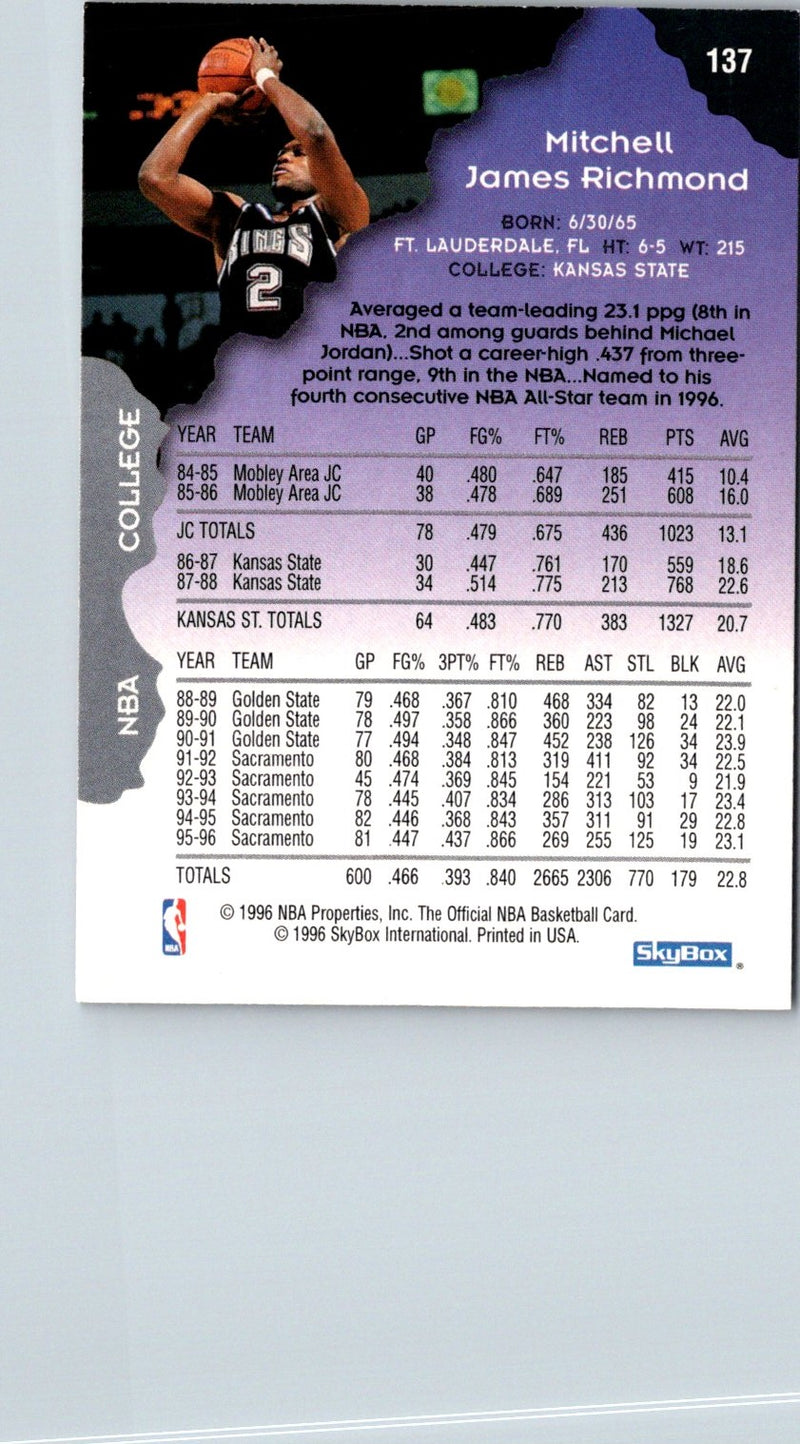 137
Mitchell
James Richmond
BORN: 6/30/65
FT. LAUDERDALE, FL HT: 6-5 WT: 215
COLLEGE: KANSAS STATE
KINGS
2
Averaged a team-leading 23.1 ppg (8th in
NBA, 2nd among guards behind Michael
Jordan)...Shot a career-high .437 from three-
point range, 9th in the NBA...Named to his
fourth consecutive NBA All-Star team in 1996.
COLLEGE
YEAR TEAM GP FG% FT% REB PTS AVG
84-85 Mobley Area JC 40 .480 .647 185 415 10.4
85-86 Mobley Area JC 38 .478 .689 251 608 16.0
JC TOTALS 78 .479 .675 436 1023 13.1
86-87 Kansas State 30 .447 .761 170 559 18.6
87-88 Kansas State 34 .514 .775 213 768 22.6
KANSAS ST. TOTALS 64 .483 .770 383 1327 20.7
NBA
YEAR TEAM GP FG% 3PT% FT% REB AST STL BLK AVG
88-89 Golden State 79 .468 .367 .810 468 334 82 13 22.0
89-90 Golden State 78 .497 .358 .866 360 223 98 24 22.1
90-91 Golden State 77 .494 .348 .847 452 238 126 34 23.9
91-92 Sacramento 80 .468 .384 .813 319 411 92 34 22.5
92-93 Sacramento 45 .474 .369 .845 154 221 53 9 21.9
93-94 Sacramento 78 .445 .407 .834 286 313 103 17 23.4
94-95 Sacramento 82 .446 .368 .843 357 311 91 29 22.8
95-96 Sacramento 81 .447 .437 .866 269 255 125 19 23.1
TOTALS 600 .466 .393 .840 2665 2306 770 179 22.8
NBA
© 1996 NBA Properties, Inc. The Official NBA Basketball Card.
© 1996 SkyBox International. Printed in USA.
SkyBox ®